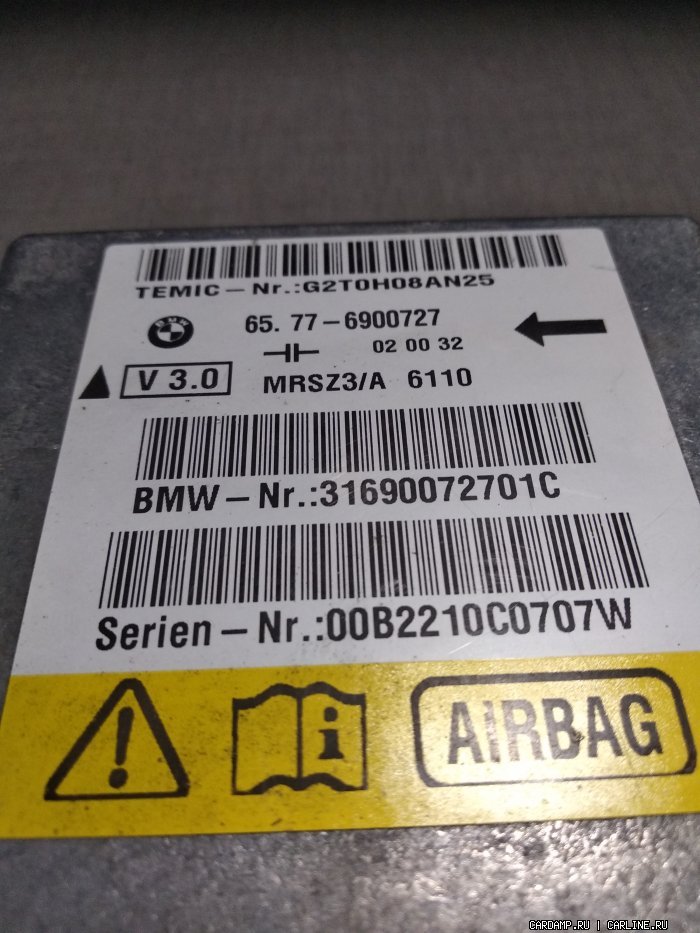 TEMIC-Nr.:G2T0H08AN25
BMW
65. 77-6900727
02 00 32
V 3.0
MRSZ3/A 6110
BMW-Nr.:31690072701C
Serien-Nr.:00B2210C0707W
! i AiRBAG
CARDAMP.RU | CARLINE.RU